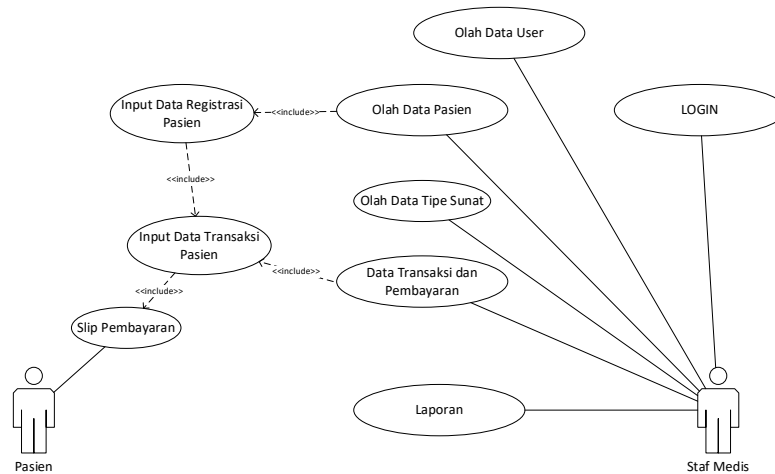 Olah Data User
Input Data Registrasi
Pasien
<<include>>
Olah Data Pasien
LOGIN
<<include>>
Olah Data Tipe Sunat
Input Data Transaksi
Pasien
<<include>>
Data Transaksi dan
Pembayaran
<<include>>
Slip Pembayaran
Laporan
Pasien
Staf Medis